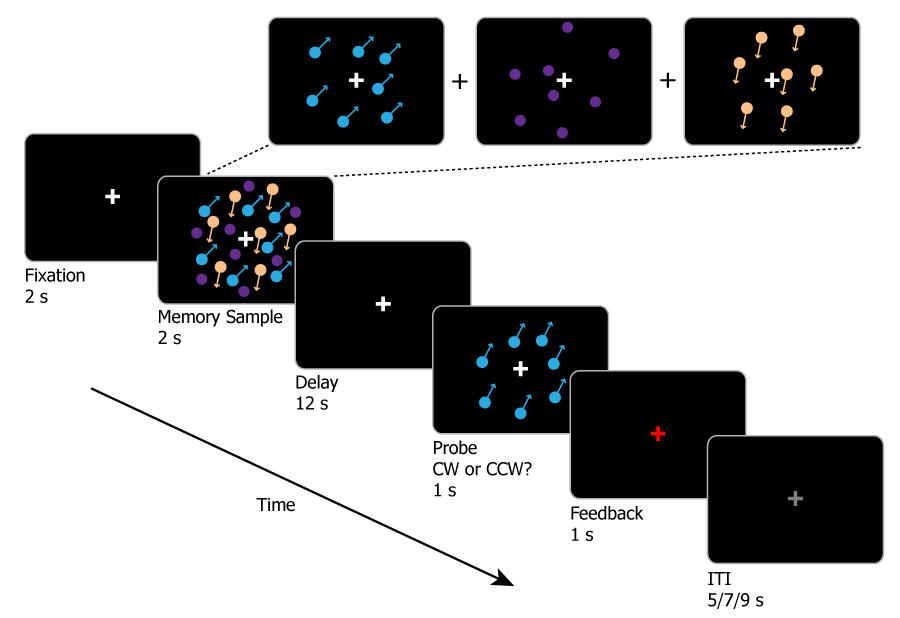 + +
Fixation
2 s
Memory Sample
2 s
Delay
12 s
Probe
CW or CCW?
1 s
Feedback
1 s
ITI
5/7/9 s
Time